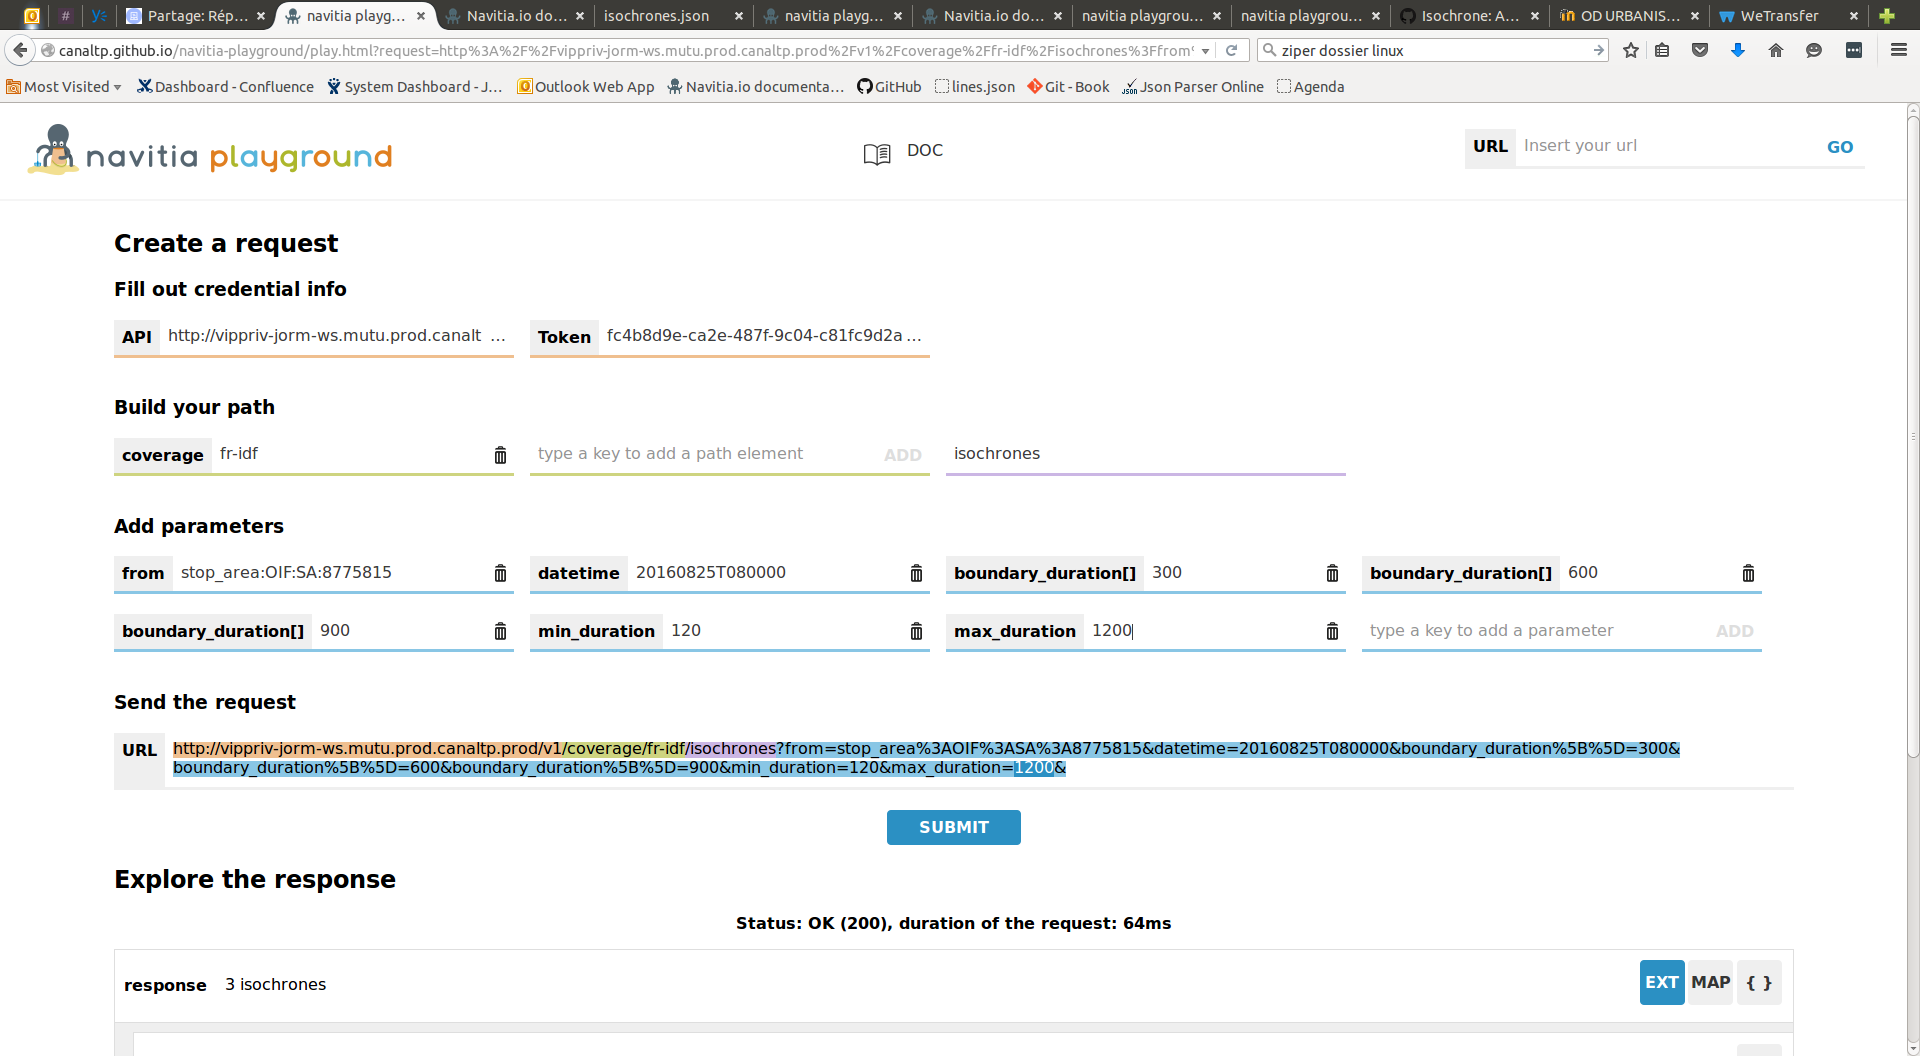 Partage: Rép... navitia playg... Navitia.io do... isochrones.json navitia playg... Navitia.io do... navitia playgrou... navitia playgrou... Isochrone: A... OD URBANIS... WeTransfer
canaltp.github.io/navitia-playground/play.html?request=http%3A%2F%2Fvippriv-jorm-ws.mutu.prod.canaltp.prod%2Fv1%2Fcoverage%2Ffr-idf%2Fisochrones%3Ffrom% ziper dossier linux
Most Visited Dashboard - Confluence System Dashboard - J... Outlook Web App Navitia.io documenta... GitHub lines.json Git - Book Json Parser Online Agenda
navitia playground DOC URL Insert your url GO
Create a request
Fill out credential info
API http://vippriv-jorm-ws.mutu.prod.canalt ... Token fc4b8d9e-ca2e-487f-9c04-c81fc9d2a ...
Build your path
coverage fr-idf type a key to add a path element ADD isochrones
Add parameters
from stop_area:OIF:SA:8775815 datetime 20160825T080000 boundary_duration[] 300 boundary_duration[] 600
boundary_duration[] 900 min_duration 120 max_duration 1200 type a key to add a parameter ADD
Send the request
URL http://vippriv-jorm-ws.mutu.prod.canaltp.prod/v1/coverage/fr-idf/isochrones?from=stop_area%3AOIF%3ASA%3A8775815&datetime=20160825T080000&boundary_duration%5B%5D=300&
boundary_duration%5B%5D=600&boundary_duration%5B%5D=900&min_duration=120&max_duration=1200&
SUBMIT
Explore the response
Status: OK (200), duration of the request: 64ms
response 3 isochrones EXT MAP { }